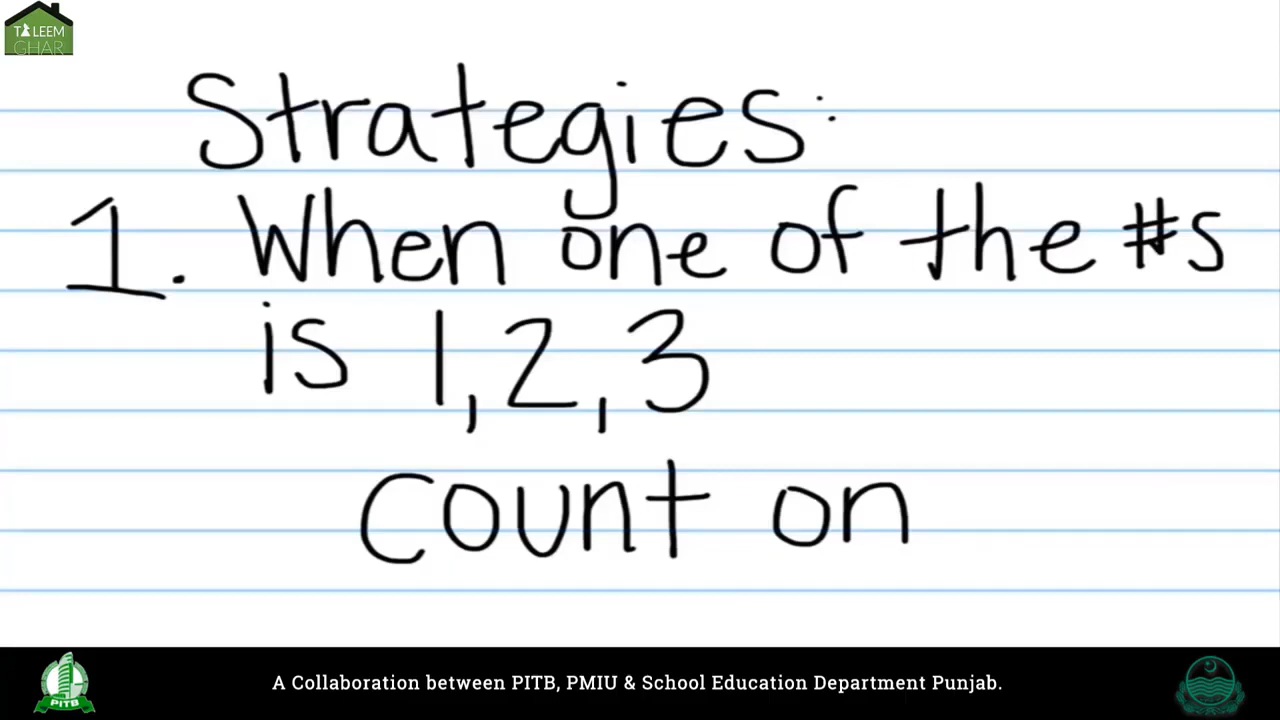 TALEEM
GHAR
Strategies:
1. When one of the #s
is 1, 2, 3
count on
PITB
A Collaboration between PITB, PMIU & School Education Department Punjab.